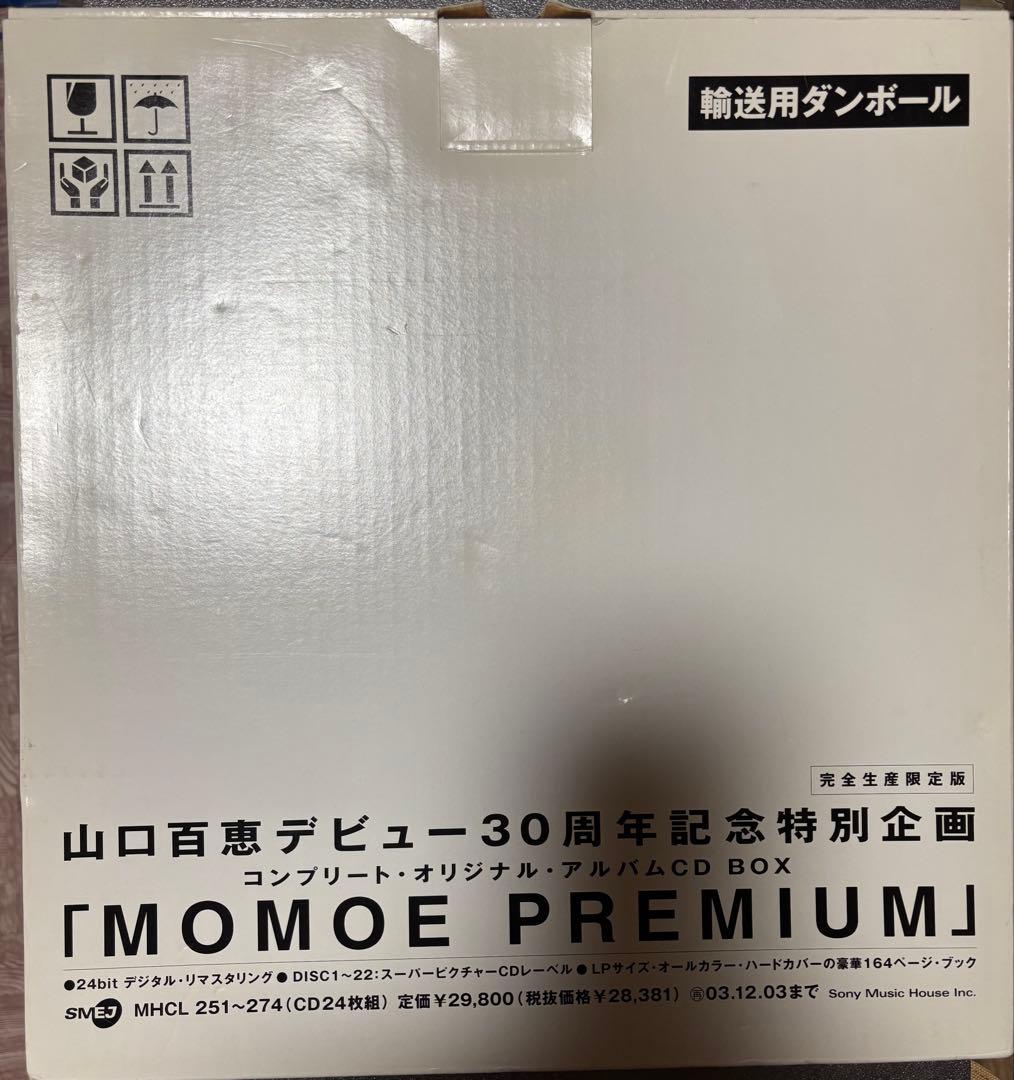 輸送用ダンボール
完全生産限定版
山口百恵デビュー30周年記念特別企画
コンプリート・オリジナル・アルバムCD BOX
「MOMOE PREMIUM」
●24bit デジタル・リマスタリング●DISC1〜22:スーパーピクチャーCDレーベル●LPサイズ・オールカラー・ハードカバーの豪華164ページ・ブック
SMEJ MHCL 251〜274(CD24枚組) 定価¥29,800(税抜価格¥28,381) ㊢03.12.03まで Sony Music House Inc.